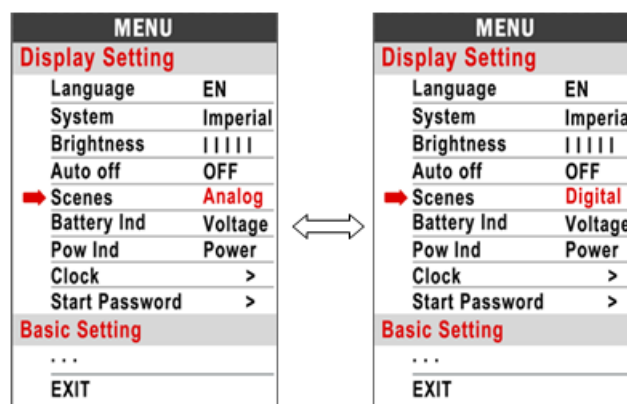 MENU
Display Setting
Language EN
System Imperial
Brightness I I I I I
Auto off OFF
Scenes Analog
Battery Ind Voltage
Pow Ind Power
Clock >
Start Password >
Basic Setting
. . .
EXIT
MENU
Display Setting
Language EN
System Imperia
Brightness I I I I I
Auto off OFF
Scenes Digital
Battery Ind Voltage
Pow Ind Power
Clock >
Start Password >
Basic Setting
. . .
EXIT